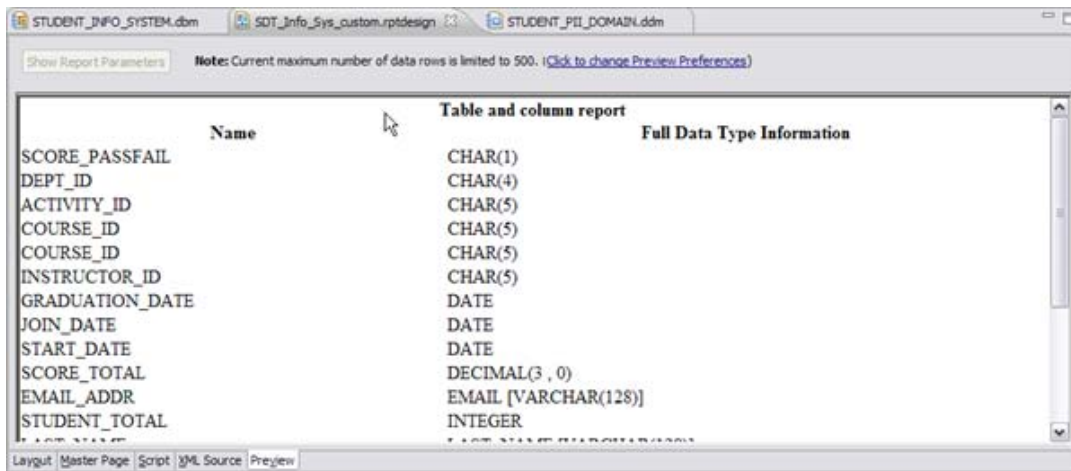 STUDENT_INFO_SYSTEM.dbm SDT_Info_Sys_custom.rptdesign STUDENT_PII_DOMAIN.ddm
Show Report Parameters Note: Current maximum number of data rows is limited to 500. (Click to change Preview Preferences)
Table and column report
Name Full Data Type Information
SCORE_PASSFAIL CHAR(1)
DEPT_ID CHAR(4)
ACTIVITY_ID CHAR(5)
COURSE_ID CHAR(5)
COURSE_ID CHAR(5)
INSTRUCTOR_ID CHAR(5)
GRADUATION_DATE DATE
JOIN_DATE DATE
START_DATE DATE
SCORE_TOTAL DECIMAL(3 , 0)
EMAIL_ADDR EMAIL [VARCHAR(128)]
STUDENT_TOTAL INTEGER
Layout Master Page Script XML Source Preview